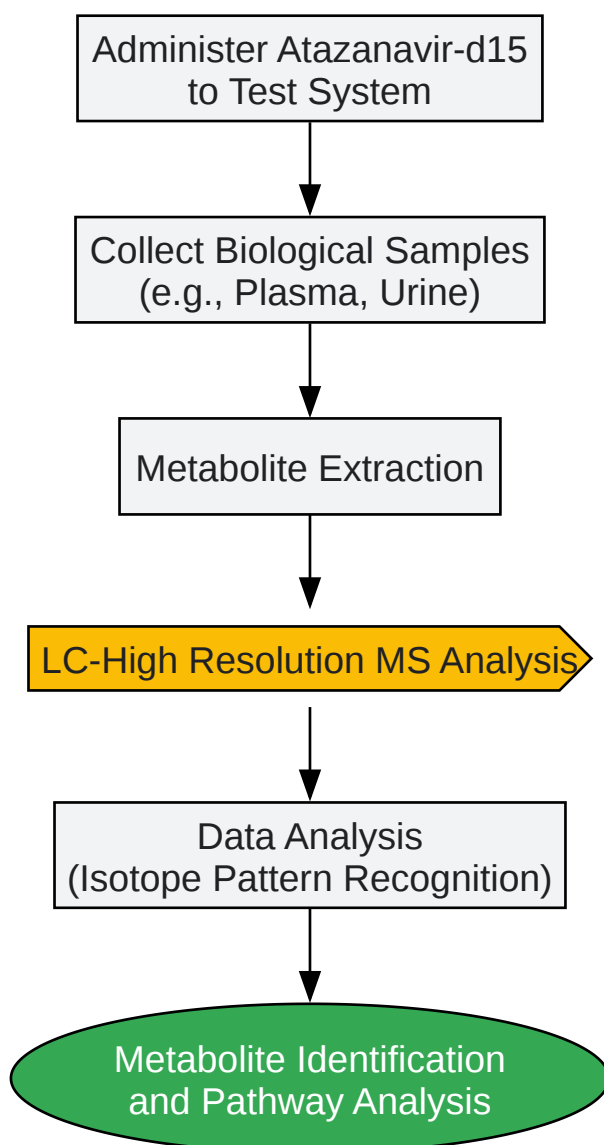 Administer Atazanavir-d15
to Test System
Collect Biological Samples
(e.g., Plasma, Urine)
Metabolite Extraction
LC-High Resolution MS Analysis
Data Analysis
(Isotope Pattern Recognition)
Metabolite Identification
and Pathway Analysis